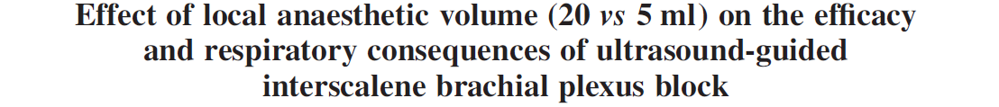 Effect of local anaesthetic volume (20 vs 5 ml) on the efficacy
and respiratory consequences of ultrasound-guided
interscalene brachial plexus block